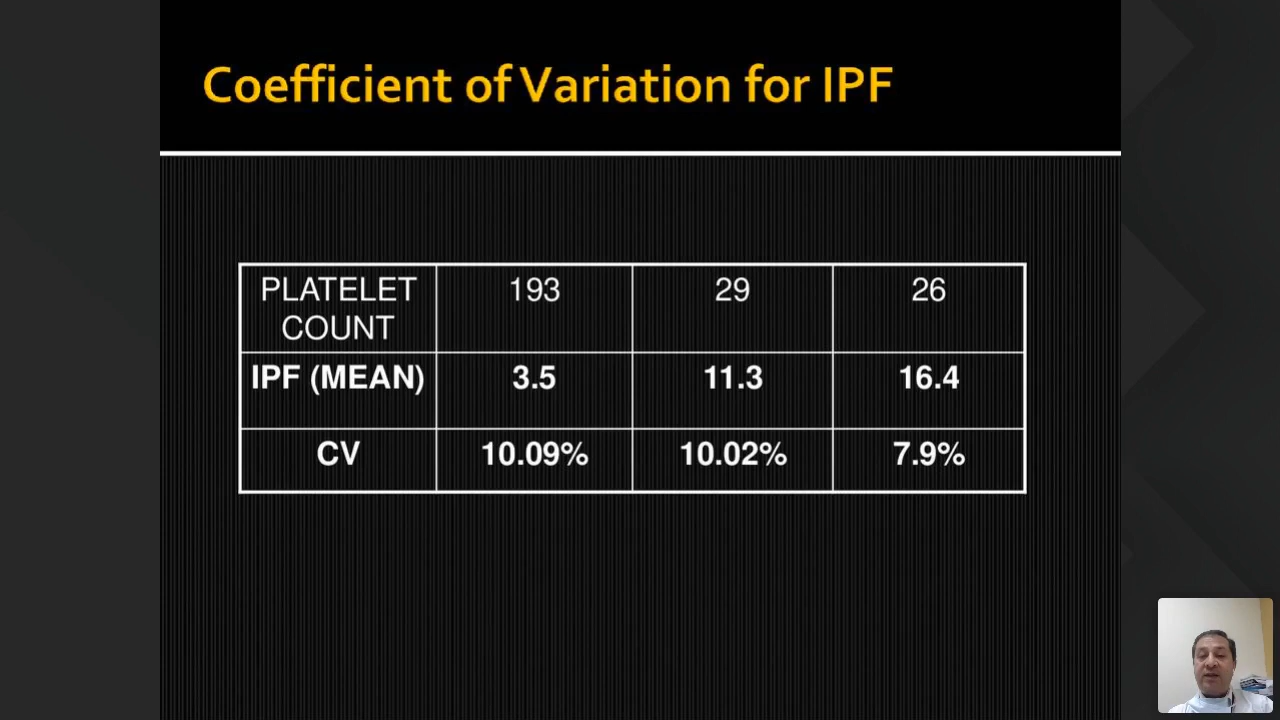 Coefficient of Variation for IPF
PLATELET COUNT 193 29 26
IPF (MEAN) 3.5 11.3 16.4
CV 10.09% 10.02% 7.9%